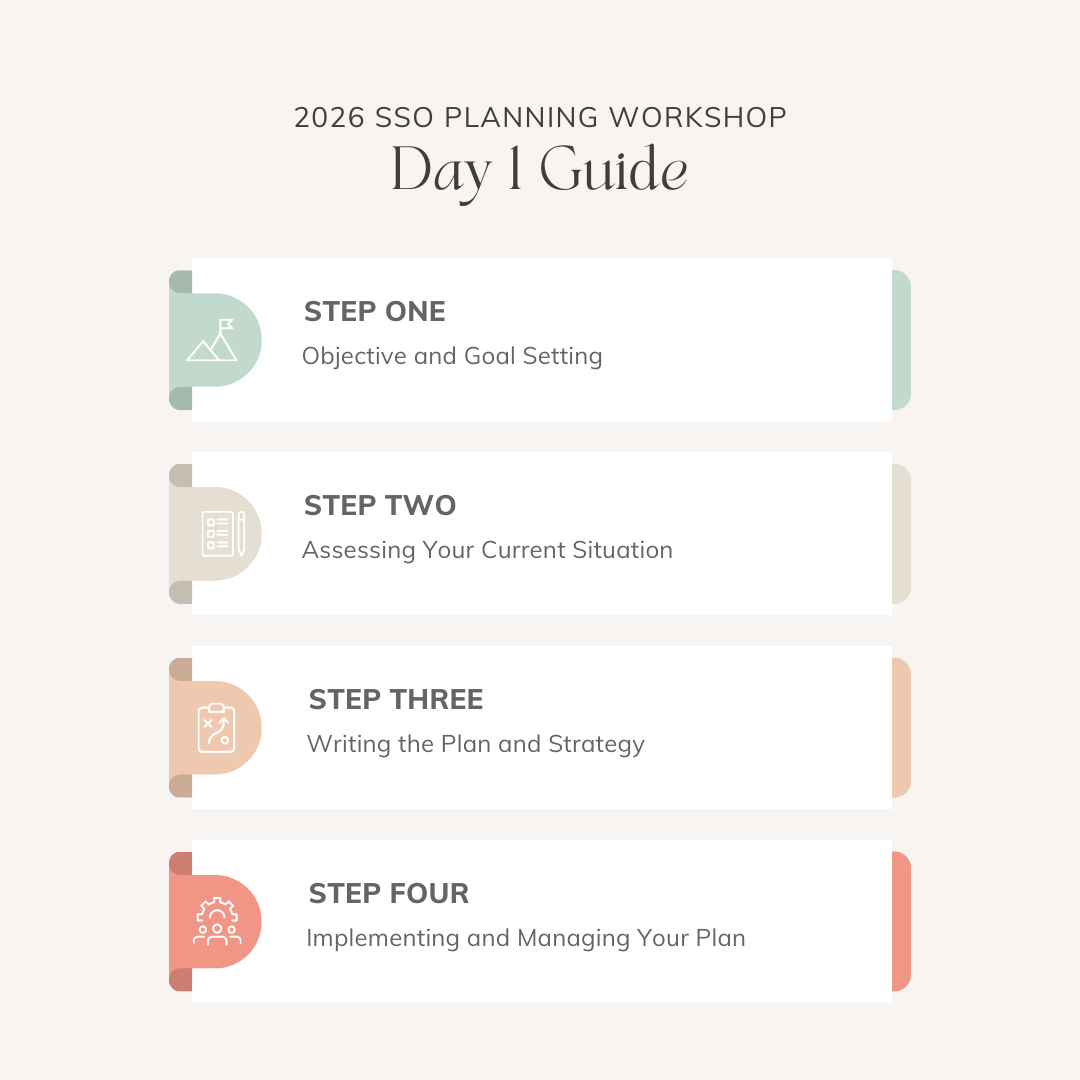 2026 SSO PLANNING WORKSHOP
Day 1 Guide
STEP ONE
Objective and Goal Setting
STEP TWO
Assessing Your Current Situation
STEP THREE
Writing the Plan and Strategy
STEP FOUR
Implementing and Managing Your Plan